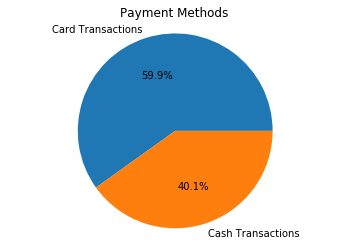 Payment Methods
Card Transactions
59.9%
40.1%
Cash Transactions